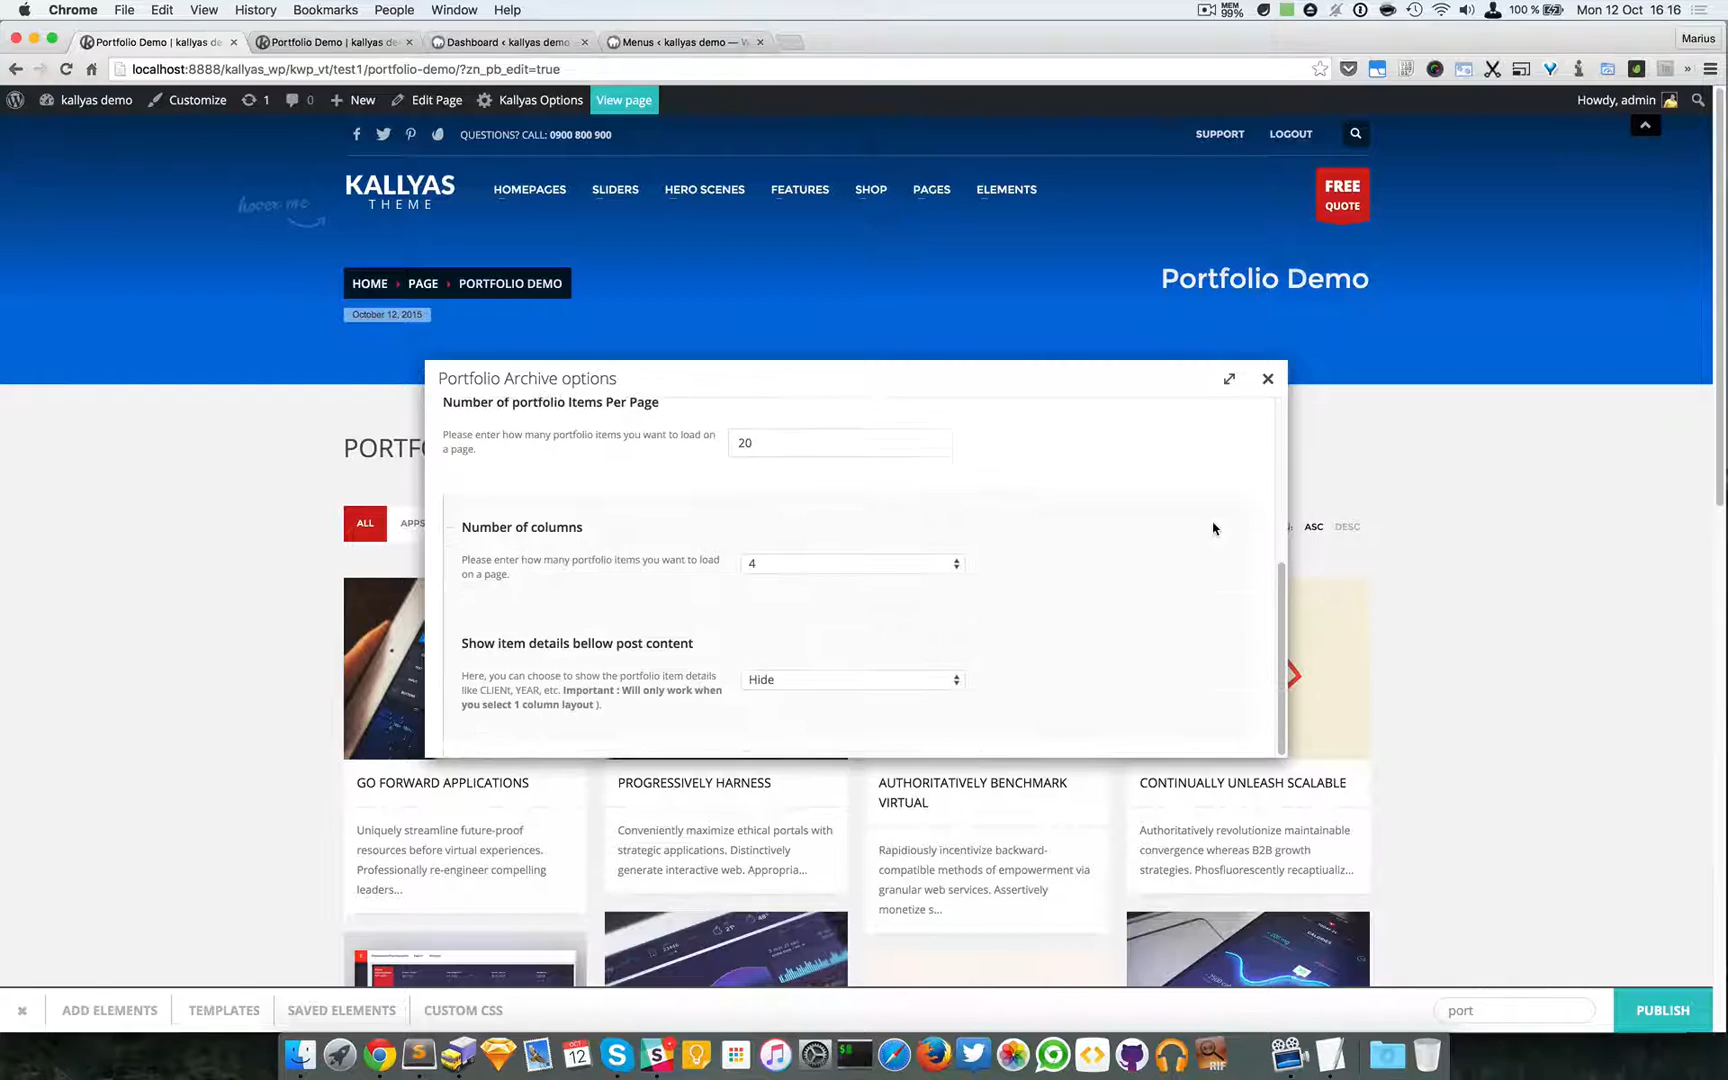 Chrome File Edit View History Bookmarks People Window Help
MEM 99% 100 % Mon 12 Oct 16:16
Portfolio Demo | kallyas de
Portfolio Demo | kallyas de
Dashboard < kallyas demo
Menus < kallyas demo — W
Marius
localhost:8888/kallyas_wp/kwp_vt/test1/portfolio-demo/?zn_pb_edit=true
kallyas demo Customize 1 0 New Edit Page Kallyas Options View page
Howdy, admin
QUESTIONS? CALL: 0900 800 900
SUPPORT LOGOUT
KALLYAS
THEME
hover me
HOMEPAGES SLIDERS HERO SCENES FEATURES SHOP PAGES ELEMENTS
FREE
QUOTE
HOME PAGE PORTFOLIO DEMO
Portfolio Demo
October 12, 2015
Portfolio Archive options
Number of portfolio Items Per Page
Please enter how many portfolio items you want to load on
a page.
20
PORTF
Number of columns
ALL APPS
ASC DESC
Please enter how many portfolio items you want to load
on a page.
4
Show item details bellow post content
Here, you can choose to show the portfolio item details
like CLIENt, YEAR, etc. Important : Will only work when
you select 1 column layout ).
Hide
GO FORWARD APPLICATIONS
Uniquely streamline future-proof
resources before virtual experiences.
Professionally re-engineer compelling
leaders...
PROGRESSIVELY HARNESS
Conveniently maximize ethical portals with
strategic applications. Distinctively
generate interactive web. Appropria...
AUTHORITATIVELY BENCHMARK
VIRTUAL
Rapidiously incentivize backward-
compatible methods of empowerment via
granular web services. Assertively
monetize s...
CONTINUALLY UNLEASH SCALABLE
Authoritatively revolutionize maintainable
convergence whereas B2B growth
strategies. Phosfluorescently recaptiualiz...
ADD ELEMENTS TEMPLATES SAVED ELEMENTS CUSTOM CSS
port
PUBLISH